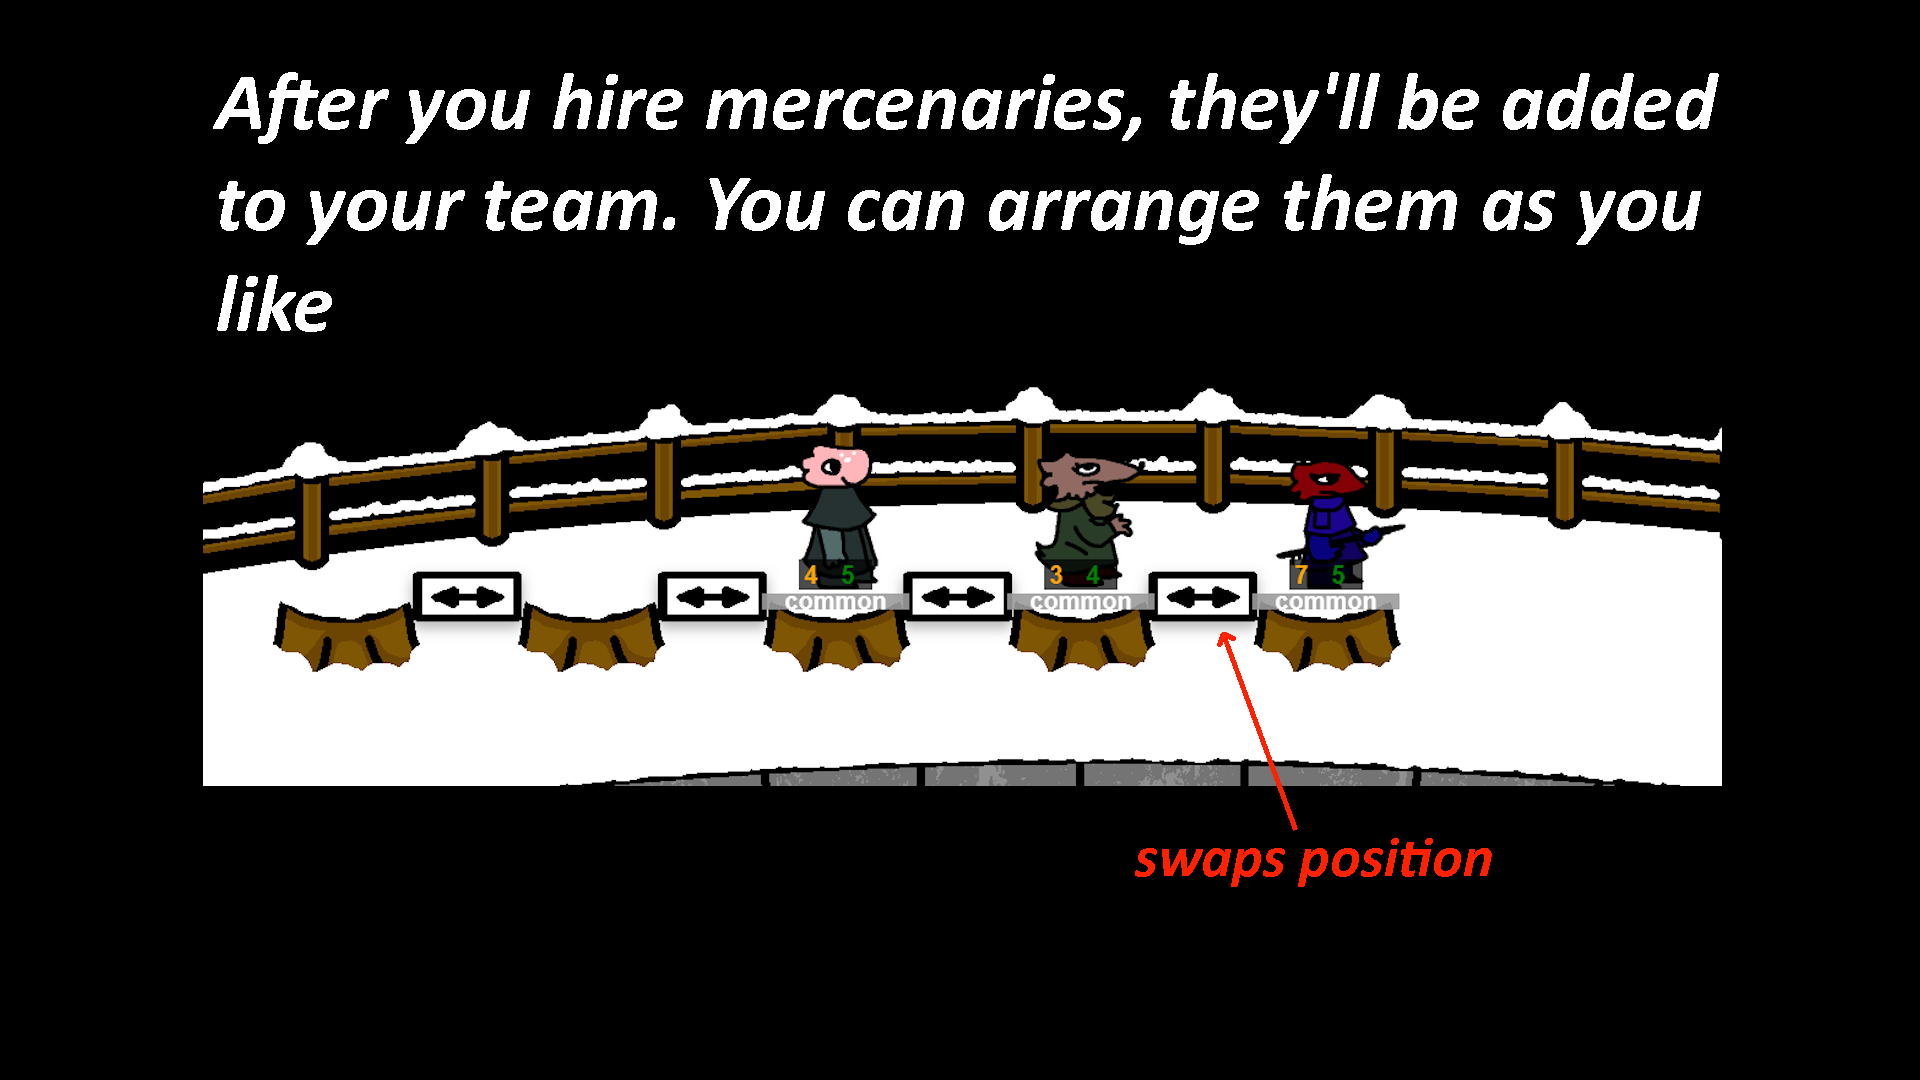 After you hire mercenaries, they'll be added
to your team. You can arrange them as you
like
4 5 3 4 7 5
common common common
swaps position